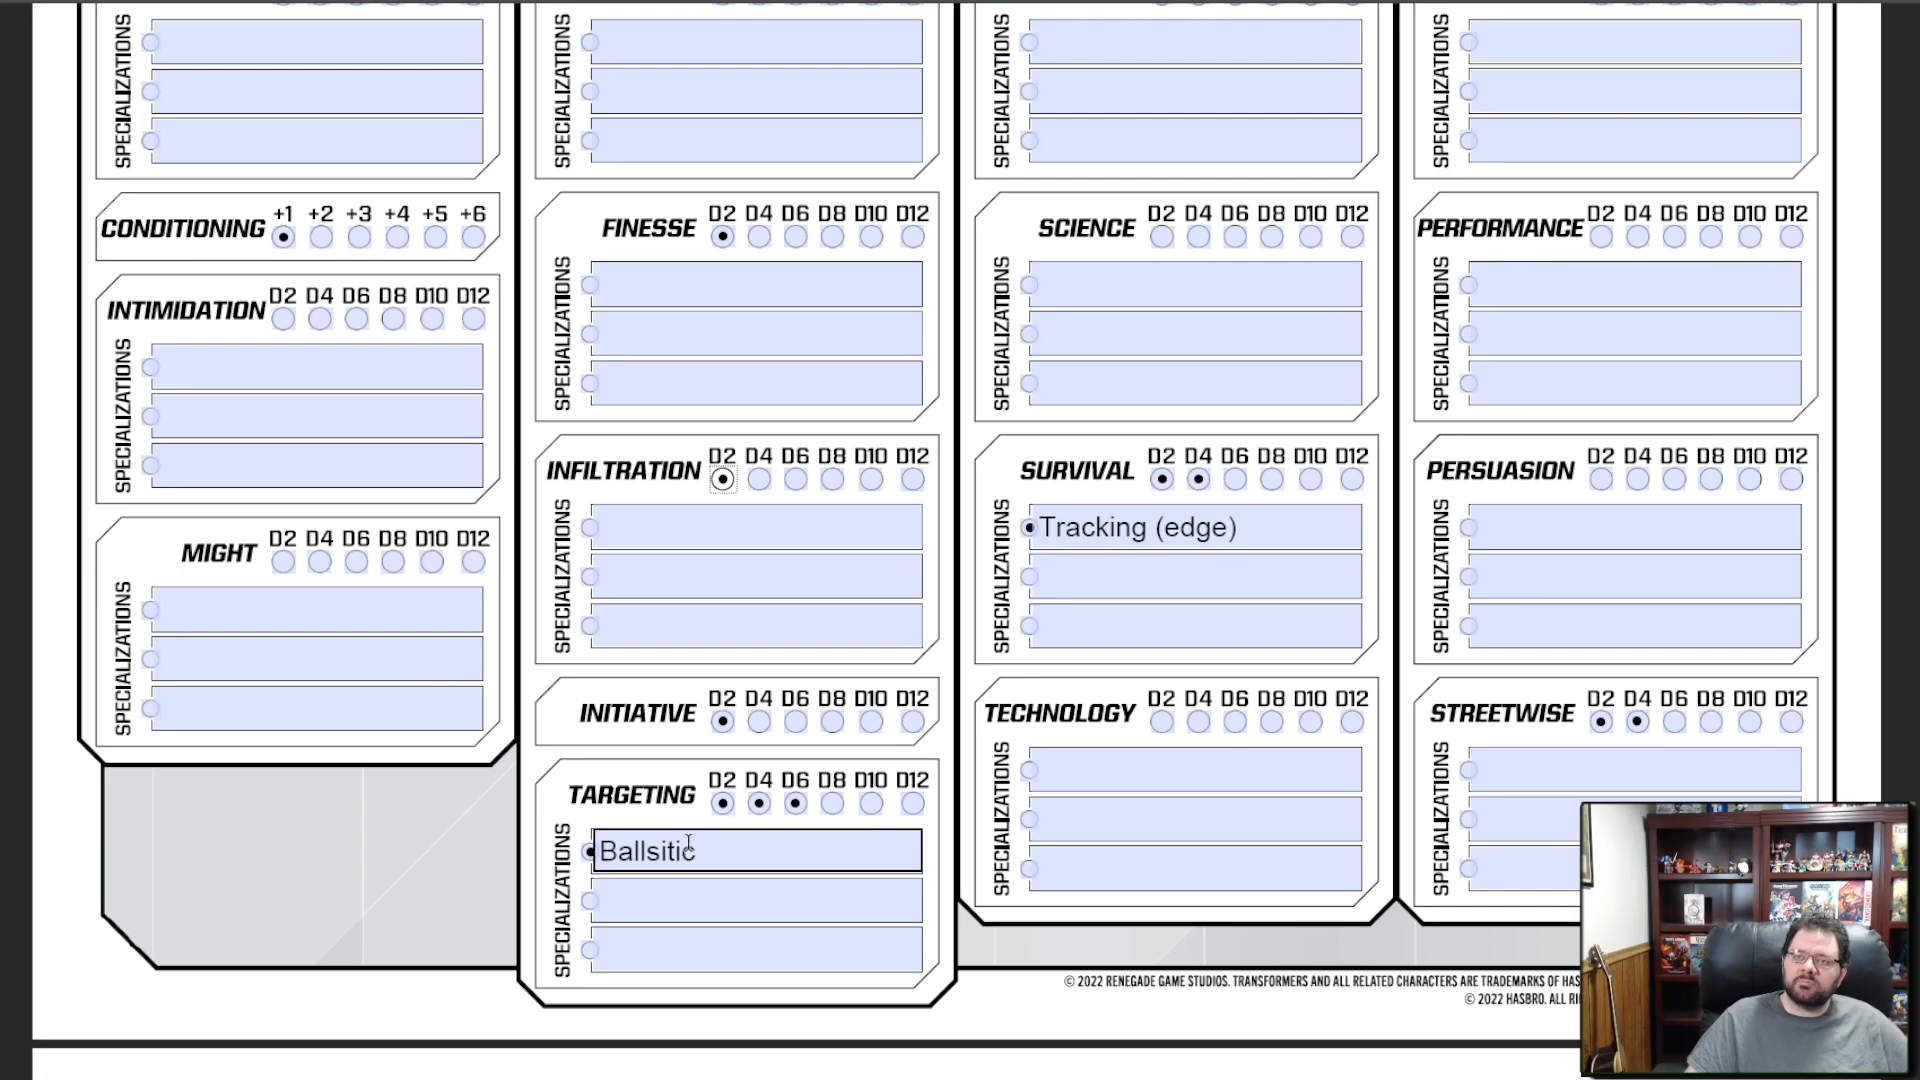 SPECIALIZATIONS
SPECIALIZATIONS
SPECIALIZATIONS
SPECIALIZATIONS
CONDITIONING +1 +2 +3 +4 +5 +6
FINESSE D2 D4 D6 D8 D10 D12
SPECIALIZATIONS
SCIENCE D2 D4 D6 D8 D10 D12
SPECIALIZATIONS
PERFORMANCE D2 D4 D6 D8 D10 D12
SPECIALIZATIONS
INTIMIDATION D2 D4 D6 D8 D10 D12
SPECIALIZATIONS
INFILTRATION D2 D4 D6 D8 D10 D12
SPECIALIZATIONS
SURVIVAL D2 D4 D6 D8 D10 D12
SPECIALIZATIONS
Tracking (edge)
PERSUASION D2 D4 D6 D8 D10 D12
SPECIALIZATIONS
MIGHT D2 D4 D6 D8 D10 D12
SPECIALIZATIONS
INITIATIVE D2 D4 D6 D8 D10 D12
TECHNOLOGY D2 D4 D6 D8 D10 D12
SPECIALIZATIONS
STREETWISE D2 D4 D6 D8 D10 D12
SPECIALIZATIONS
TARGETING D2 D4 D6 D8 D10 D12
SPECIALIZATIONS
Ballsitic
© 2022 RENEGADE GAME STUDIOS. TRANSFORMERS AND ALL RELATED CHARACTERS ARE TRADEMARKS OF HAS
© 2022 HASBRO. ALL RI